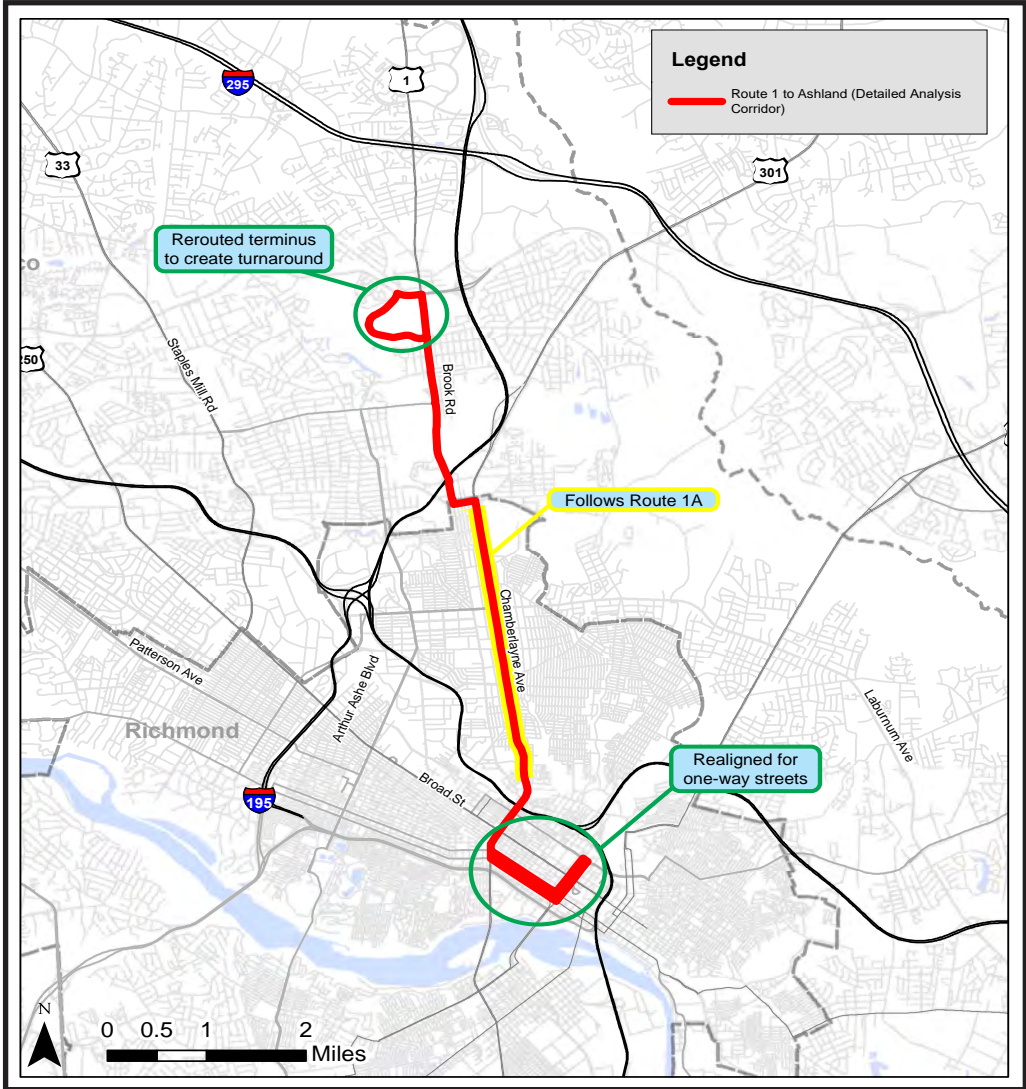 Legend
Route 1 to Ashland (Detailed Analysis
Corridor)
295
1
33
301
Rerouted terminus
to create turnaround
co
250
Staples Mill Rd
Brook Rd
Follows Route 1A
Chamberlayne Ave
Patterson Ave
Arthur Ashe Blvd
Laburnum Ave
Richmond
Realigned for
one-way streets
Broad St
195
N
0 0.5 1 2
Miles